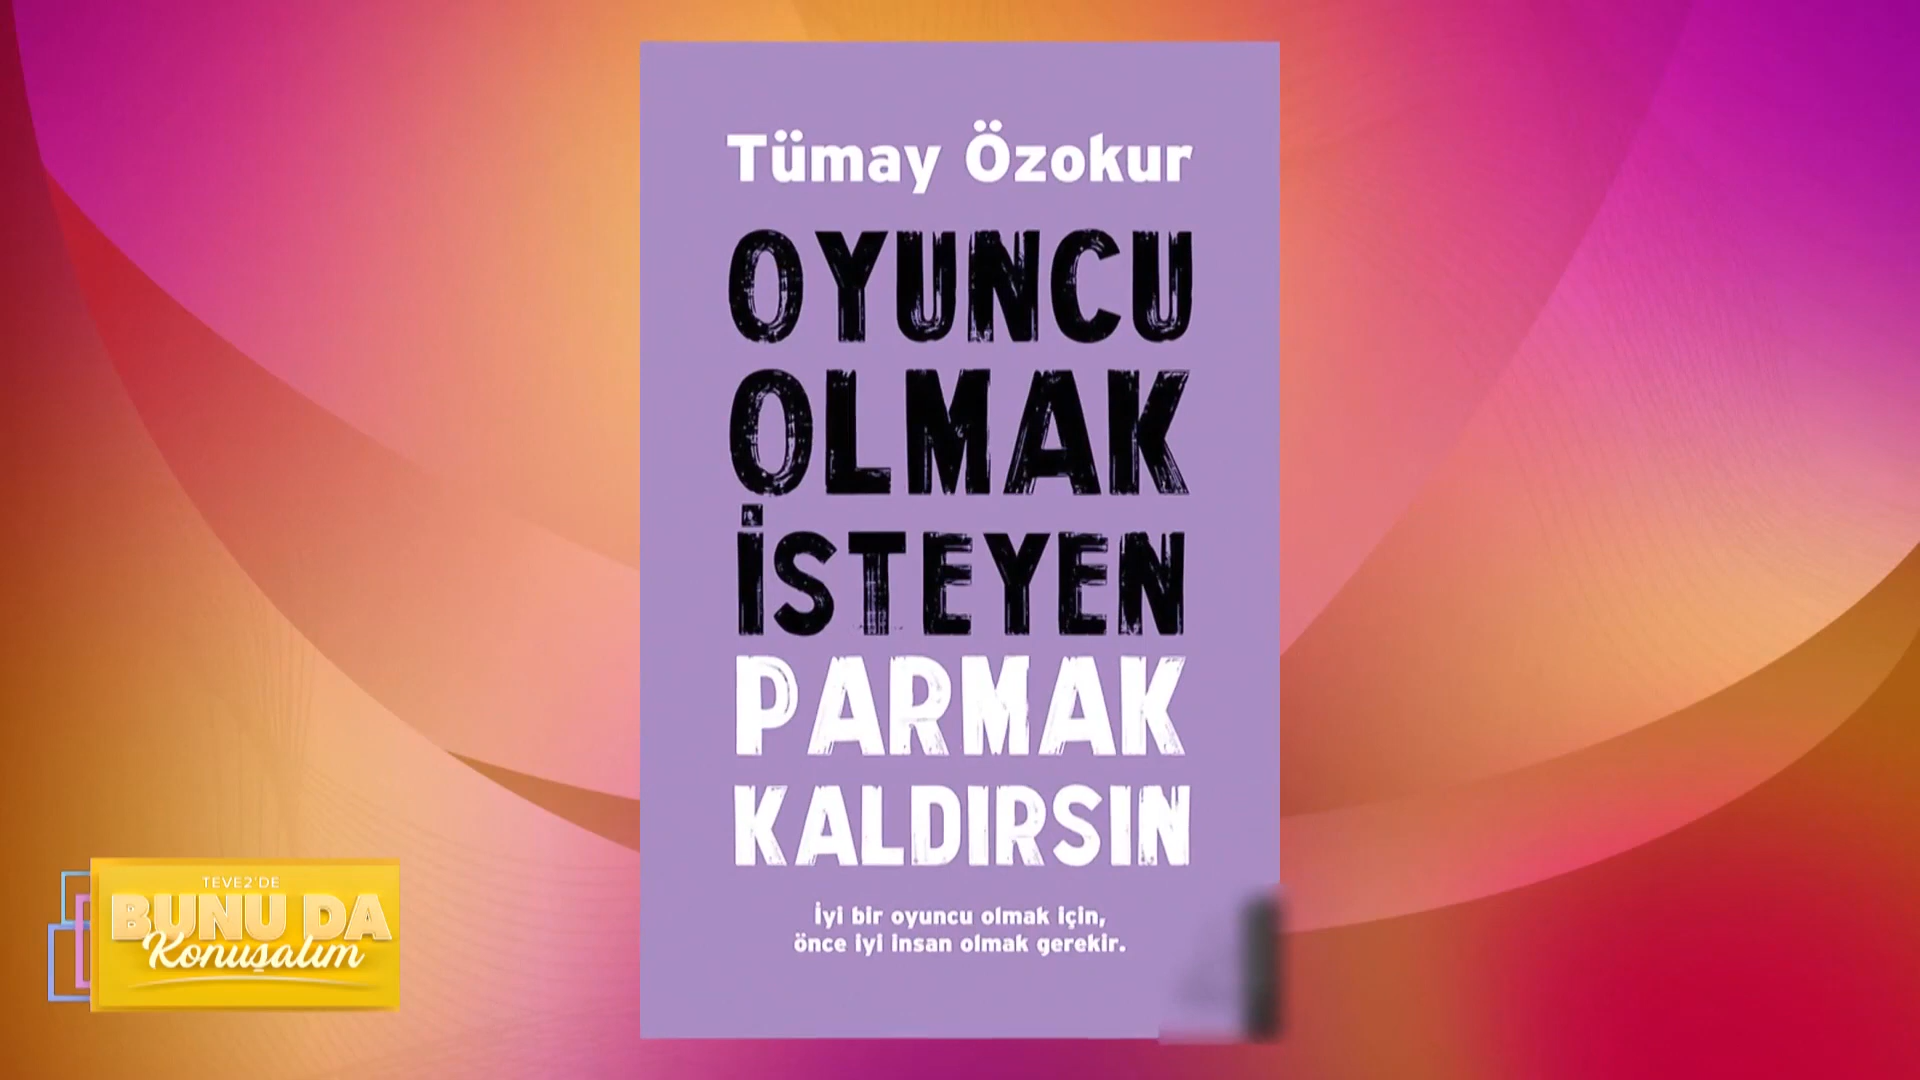 Tümay Özokur
OYUNCU
OLMAK
İSTEYEN
PARMAK
KALDIRSIN
İyi bir oyuncu olmak için,
önce iyi insan olmak gerekir.
TEVE2'DE
BUNU DA
Konuşalım